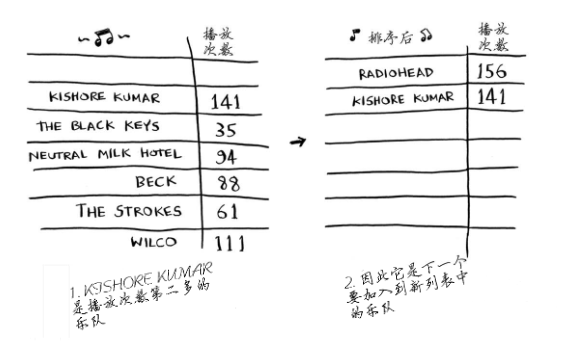 播放
次数
KISHORE KUMAR 141
THE BLACK KEYS 35
NEUTRAL MILK HOTEL 94
BECK 88
THE STROKES 61
WILCO 111
1. KISHORE KUMAR
是播放次数第二多的
乐队
排序后 播放
次数
RADIOHEAD 156
KISHORE KUMAR 141
2. 因此它是下一个
要加入到新列表中
的乐队